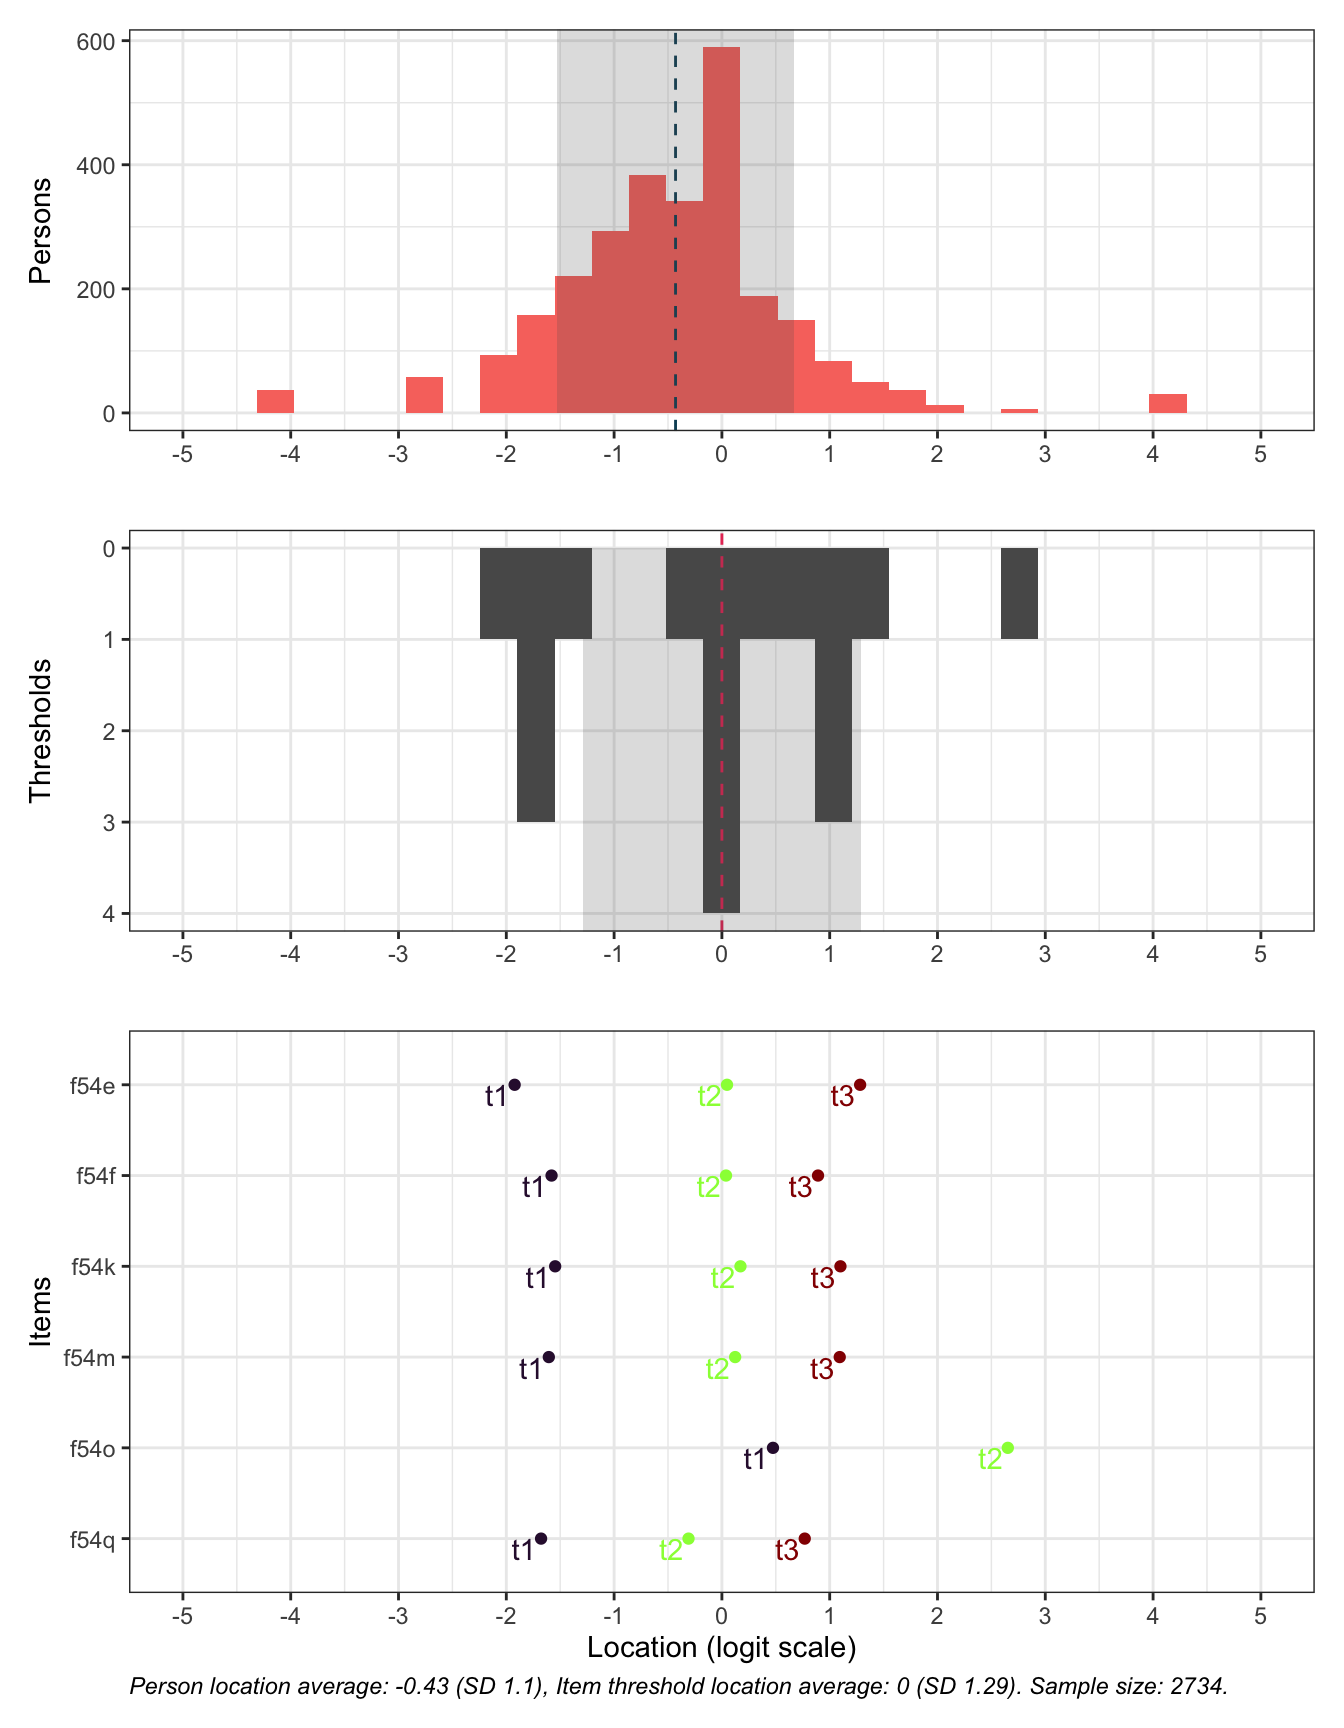 600
400
200
0
Persons
-5 -4 -3 -2 -1 0 1 2 3 4 5
0
1
2
3
4
Thresholds
-5 -4 -3 -2 -1 0 1 2 3 4 5
Items
f54e t1 t2 t3
f54f t1 t2 t3
f54k t1 t2 t3
f54m t1 t2 t3
f54o t1 t2
f54q t1 t2 t3
-5 -4 -3 -2 -1 0 1 2 3 4 5
Location (logit scale)
Person location average: -0.43 (SD 1.1), Item threshold location average: 0 (SD 1.29). Sample size: 2734.